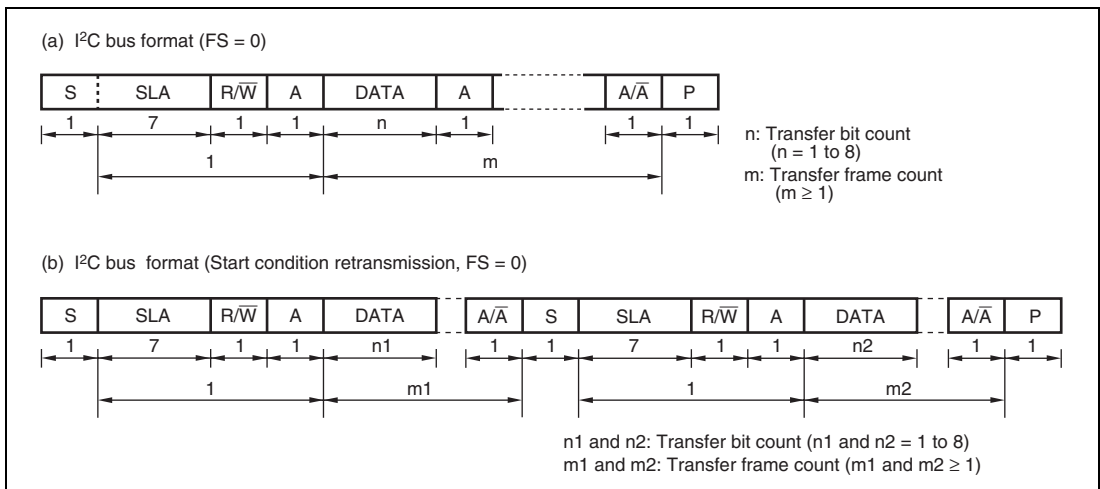 (a) I²C bus format (FS = 0)
S SLA R/W̅ A DATA A A/A̅ P
1 7 1 1 n 1 1 1
1 m
n: Transfer bit count
(n = 1 to 8)
m: Transfer frame count
(m ≥ 1)
(b) I²C bus format (Start condition retransmission, FS = 0)
S SLA R/W̅ A DATA A/A̅ S SLA R/W̅ A DATA A/A̅ P
1 7 1 1 n1 1 1 7 1 1 n2 1 1
1 m1 1 m2
n1 and n2: Transfer bit count (n1 and n2 = 1 to 8)
m1 and m2: Transfer frame count (m1 and m2 ≥ 1)